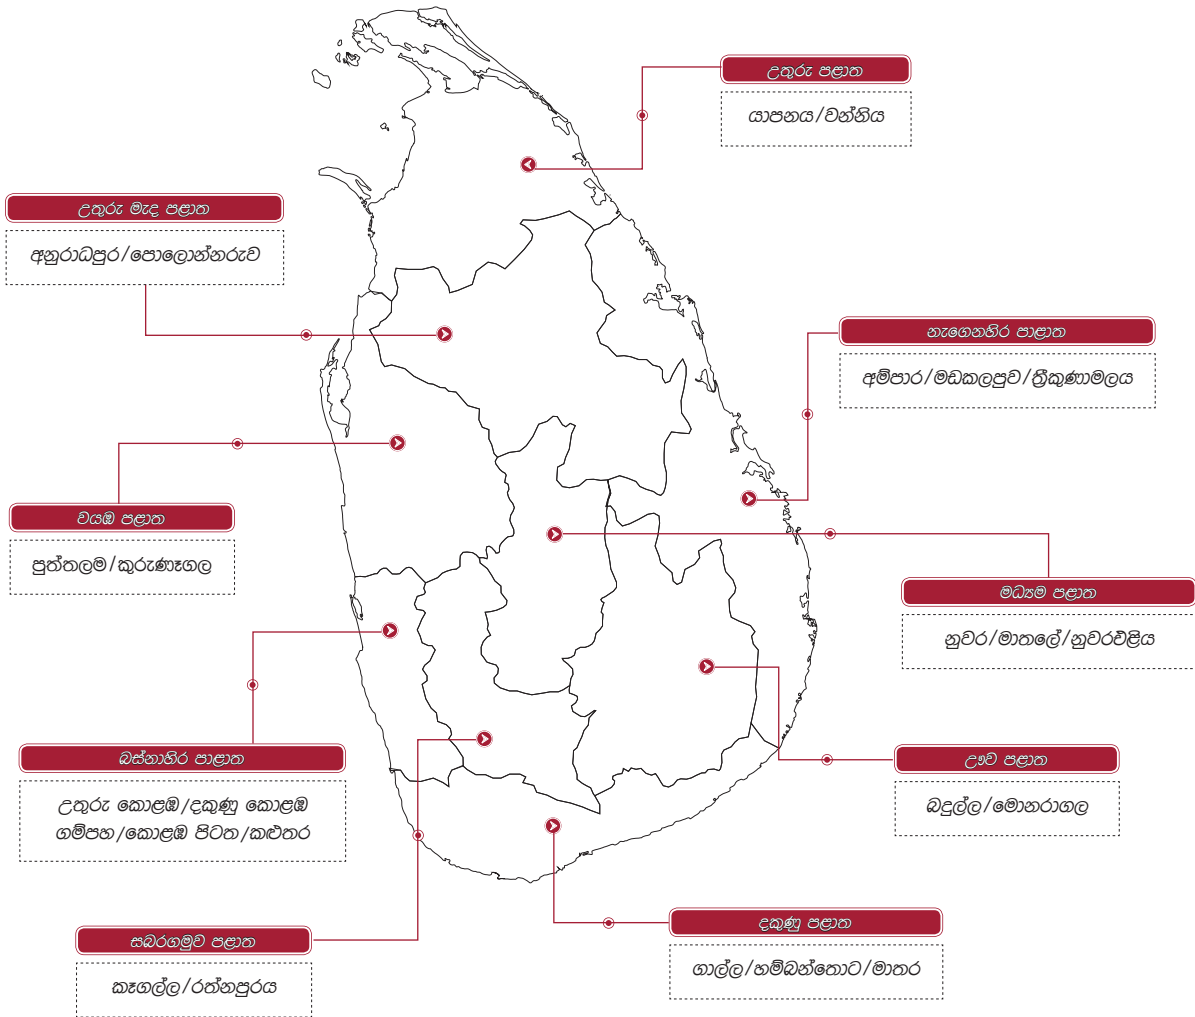 උතුරු පළාත
යාපනය/වන්නිය
උතුරු මැද පළාත
අනුරාධපුර/පොලොන්නරුව
නැගෙනහිර පාළාත
අම්පාර/මඩකලපුව/ත්‍රීකුණාමලය
වයඹ පළාත
පුත්තලම/කුරුණෑගල
මධ්‍යම පළාත
නුවර/මාතලේ/නුවරඑළිය
බස්නාහිර පාළාත
උතුරු කොළඹ/දකුණු කොළඹ
ගම්පහ/කොළඹ පිටත/කළුතර
ඌව පළාත
බදුල්ල/මොනරාගල
දකුණු පළාත
ගාල්ල/හම්බන්තොට/මාතර
සබරගමුව පළාත
කෑගල්ල/රත්නපුරය